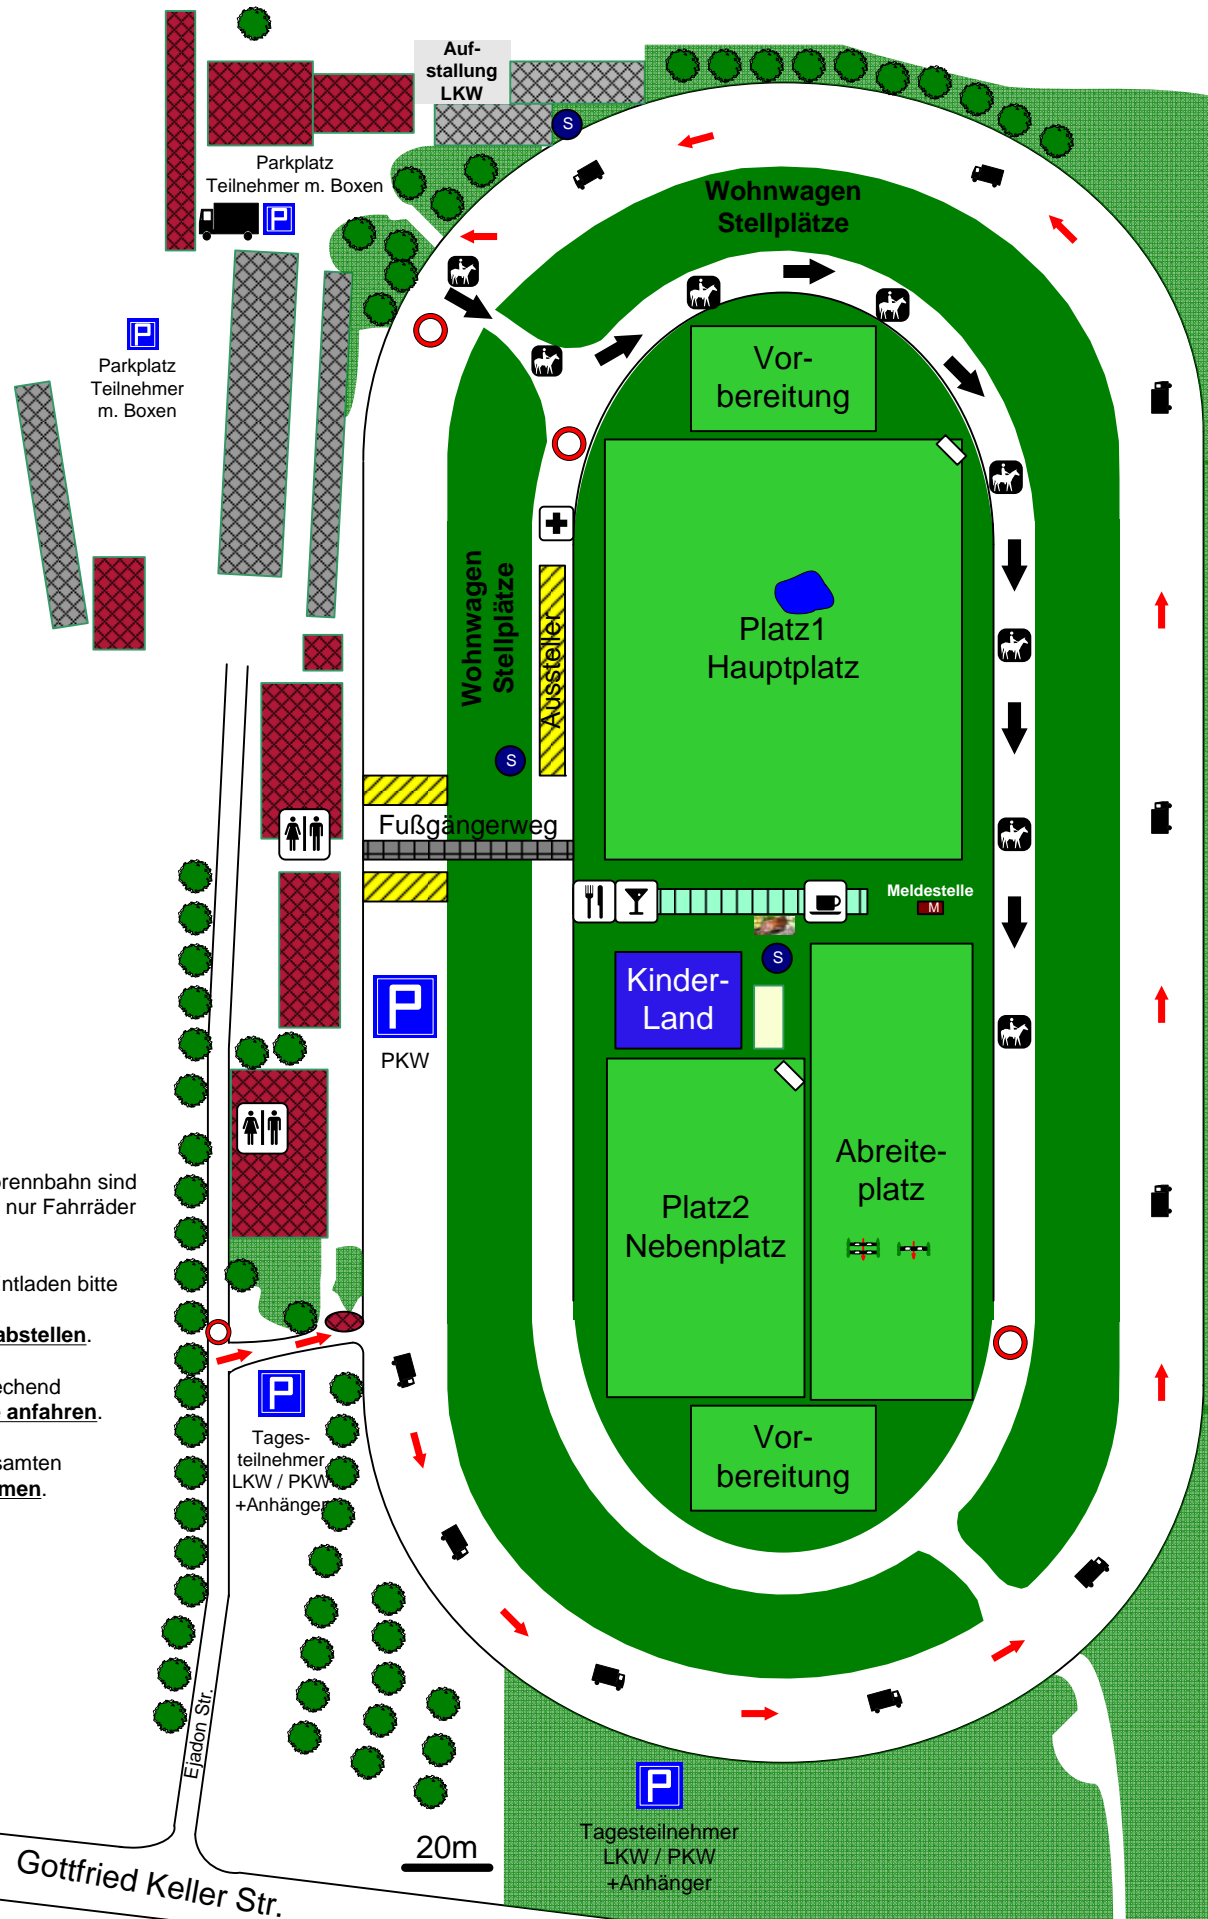 Auf-
stallung
LKW
S
Parkplatz
Teilnehmer m. Boxen
P
Wohnwagen
Stellplätze
P
Parkplatz
Teilnehmer
m. Boxen
Vor-
bereitung
Wohnwagen
Stellplätze
Aussteller
Platz1
Hauptplatz
S
Fußgängerweg
Meldestelle
M
S
Kinder-
Land
P
PKW
Abreite-
platz
Platz2
Nebenplatz
brennbahn sind
nur Fahrräder
ntladen bitte
abstellen.
echend
anfahren.
samten
men.
P
Tages-
teilnehmer
LKW / PKW
+Anhänger
Vor-
bereitung
Ejadon Str.
P
Tagesteilnehmer
LKW / PKW
+Anhänger
20m
Gottfried Keller Str.